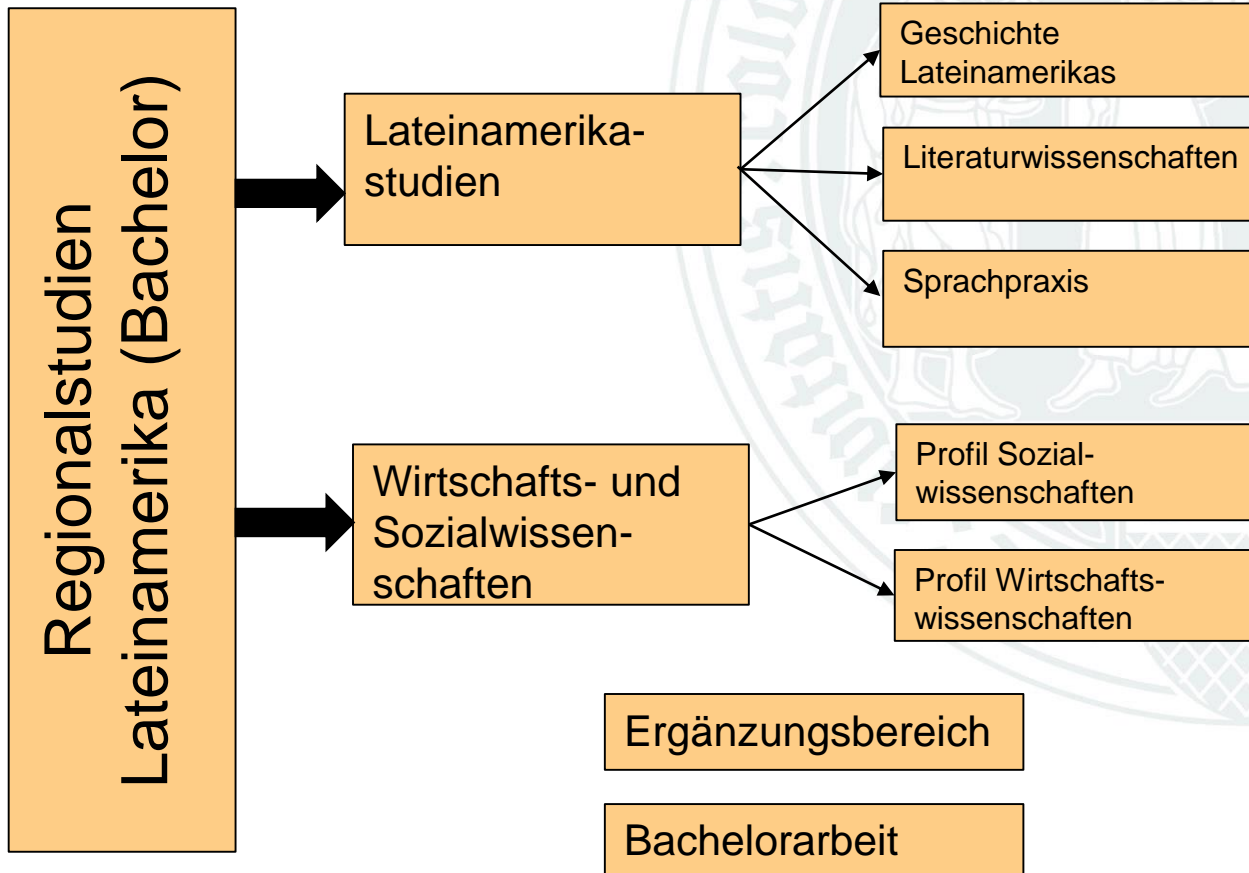 Regionalstudien
Lateinamerika (Bachelor)
Lateinamerika-
studien
Geschichte
Lateinamerikas
Literaturwissenschaften
Sprachpraxis
Wirtschafts- und
Sozialwissen-
schaften
Profil Sozial-
wissenschaften
Profil Wirtschafts-
wissenschaften
Ergänzungsbereich
Bachelorarbeit